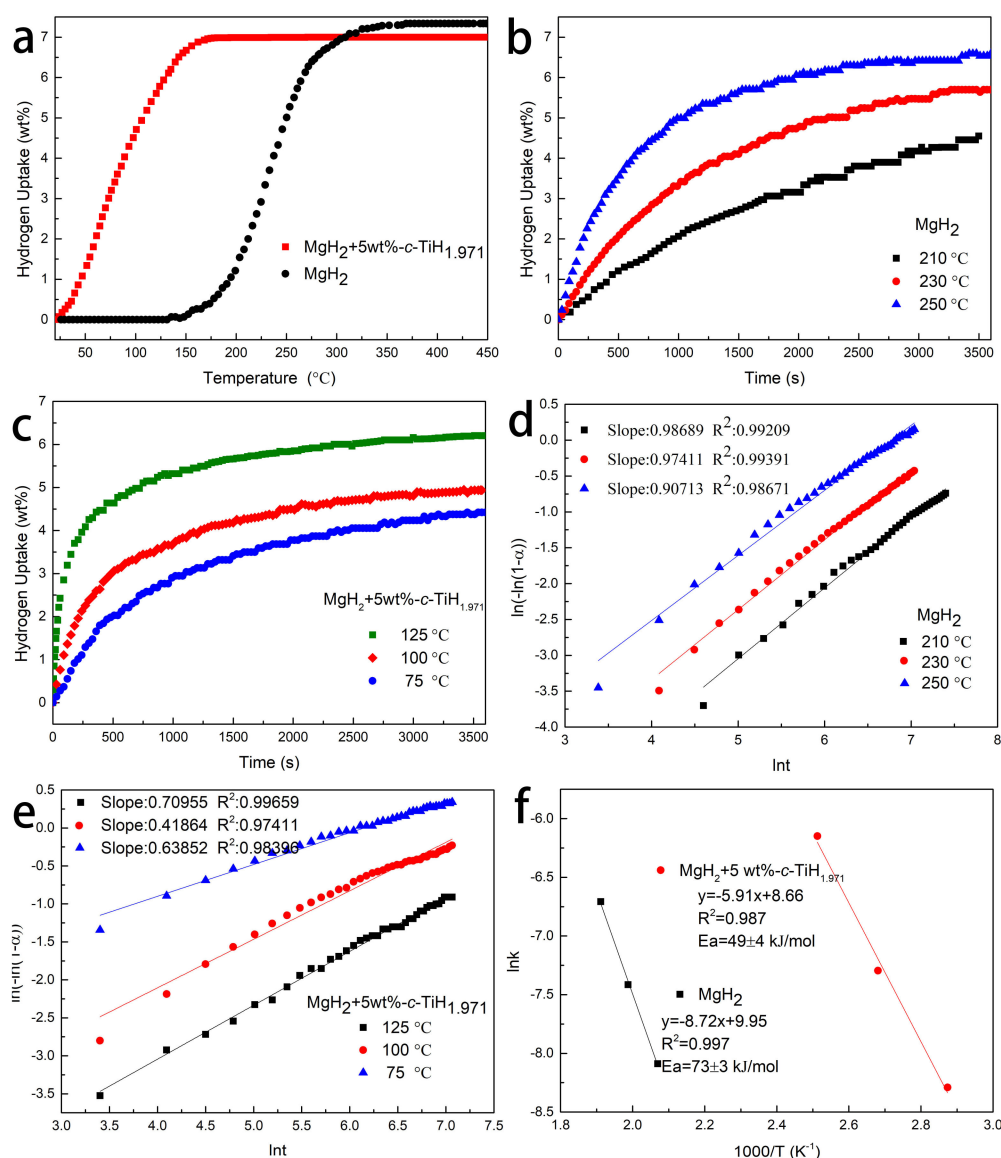 a
Hydrogen Uptake (wt%)
7
6
5
4
3
2
1
0
MgH2+5wt%-c-TiH1.971
MgH2
50 100 150 200 250 300 350 400 450
Temperature (°C)
b
Hydrogen Uptake (wt%)
7
6
5
4
3
2
1
0
MgH2
210 °C
230 °C
250 °C
0 500 1000 1500 2000 2500 3000 3500
Time (s)
c
Hydrogen Uptake (wt%)
7
6
5
4
3
2
1
0
MgH2+5wt%-c-TiH1.971
125 °C
100 °C
75 °C
0 500 1000 1500 2000 2500 3000 3500
Time (s)
d
ln(-ln(1-α))
0.5
0.0
-0.5
-1.0
-1.5
-2.0
-2.5
-3.0
-3.5
-4.0
Slope:0.98689 R2:0.99209
Slope:0.97411 R2:0.99391
Slope:0.90713 R2:0.98671
MgH2
210 °C
230 °C
250 °C
3 4 5 6 7 8
lnt
e
ln(-ln(1-α))
0.5
0.0
-0.5
-1.0
-1.5
-2.0
-2.5
-3.0
-3.5
Slope:0.70955 R2:0.99659
Slope:0.41864 R2:0.97411
Slope:0.63852 R2:0.98396
MgH2+5wt%-c-TiH1.971
125 °C
100 °C
75 °C
3.0 3.5 4.0 4.5 5.0 5.5 6.0 6.5 7.0 7.5
lnt
f
lnk
-6.0
-6.5
-7.0
-7.5
-8.0
-8.5
MgH2+5 wt%-c-TiH1.971
y=-5.91x+8.66
R2=0.987
Ea=49±4 kJ/mol
MgH2
y=-8.72x+9.95
R2=0.997
Ea=73±3 kJ/mol
1.8 2.0 2.2 2.4 2.6 2.8 3.0
1000/T (K-1)